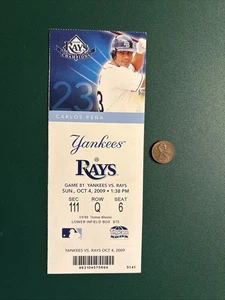 RAYS
23
CARLOS PEÑA
Yankees
RAYS
GAME 81 YANKEES VS. RAYS
SUN., OCT 4, 2009 • 1:38 PM
SEC ROW SEAT
111 Q 6
LOWER INFIELD BOX
YANKEES VS. RAYS OCT 4, 2009